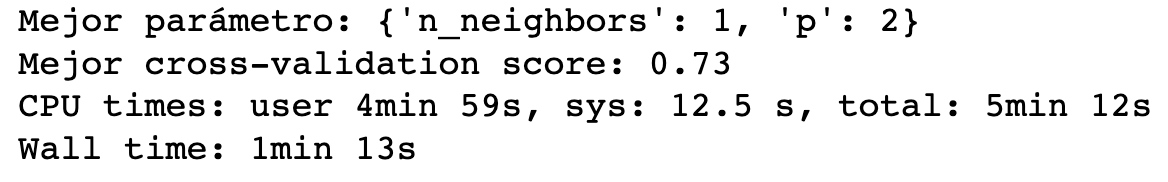 Mejor parámetro: {'n_neighbors': 1, 'p': 2}
Mejor cross-validation score: 0.73
CPU times: user 4min 59s, sys: 12.5 s, total: 5min 12s
Wall time: 1min 13s